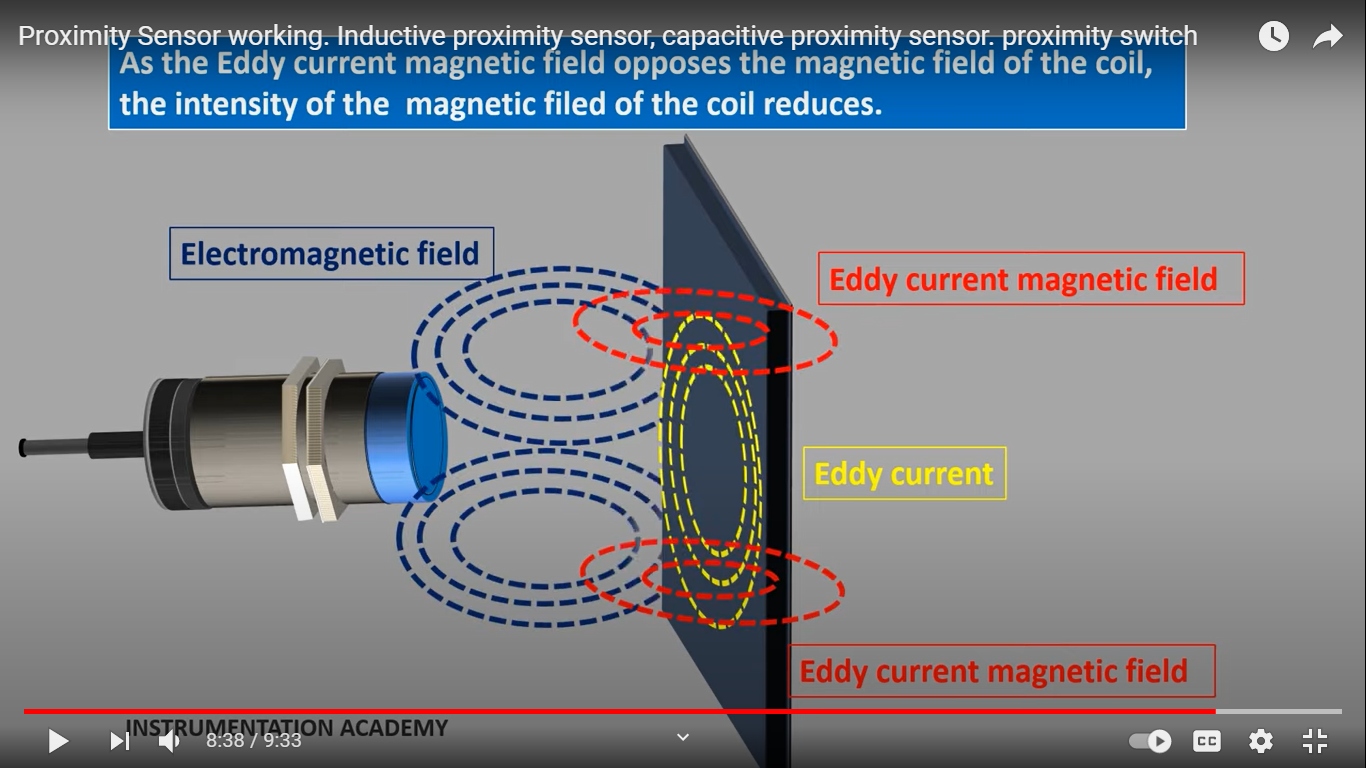 Proximity Sensor working. Inductive proximity sensor, capacitive proximity sensor. proximity switch
As the Eddy current magnetic field opposes the magnetic field of the coil,
the intensity of the magnetic filed of the coil reduces.
Electromagnetic field
Eddy current magnetic field
Eddy current
Eddy current magnetic field
INSTRUMENTATION ACADEMY
8:38 / 9:33
CC